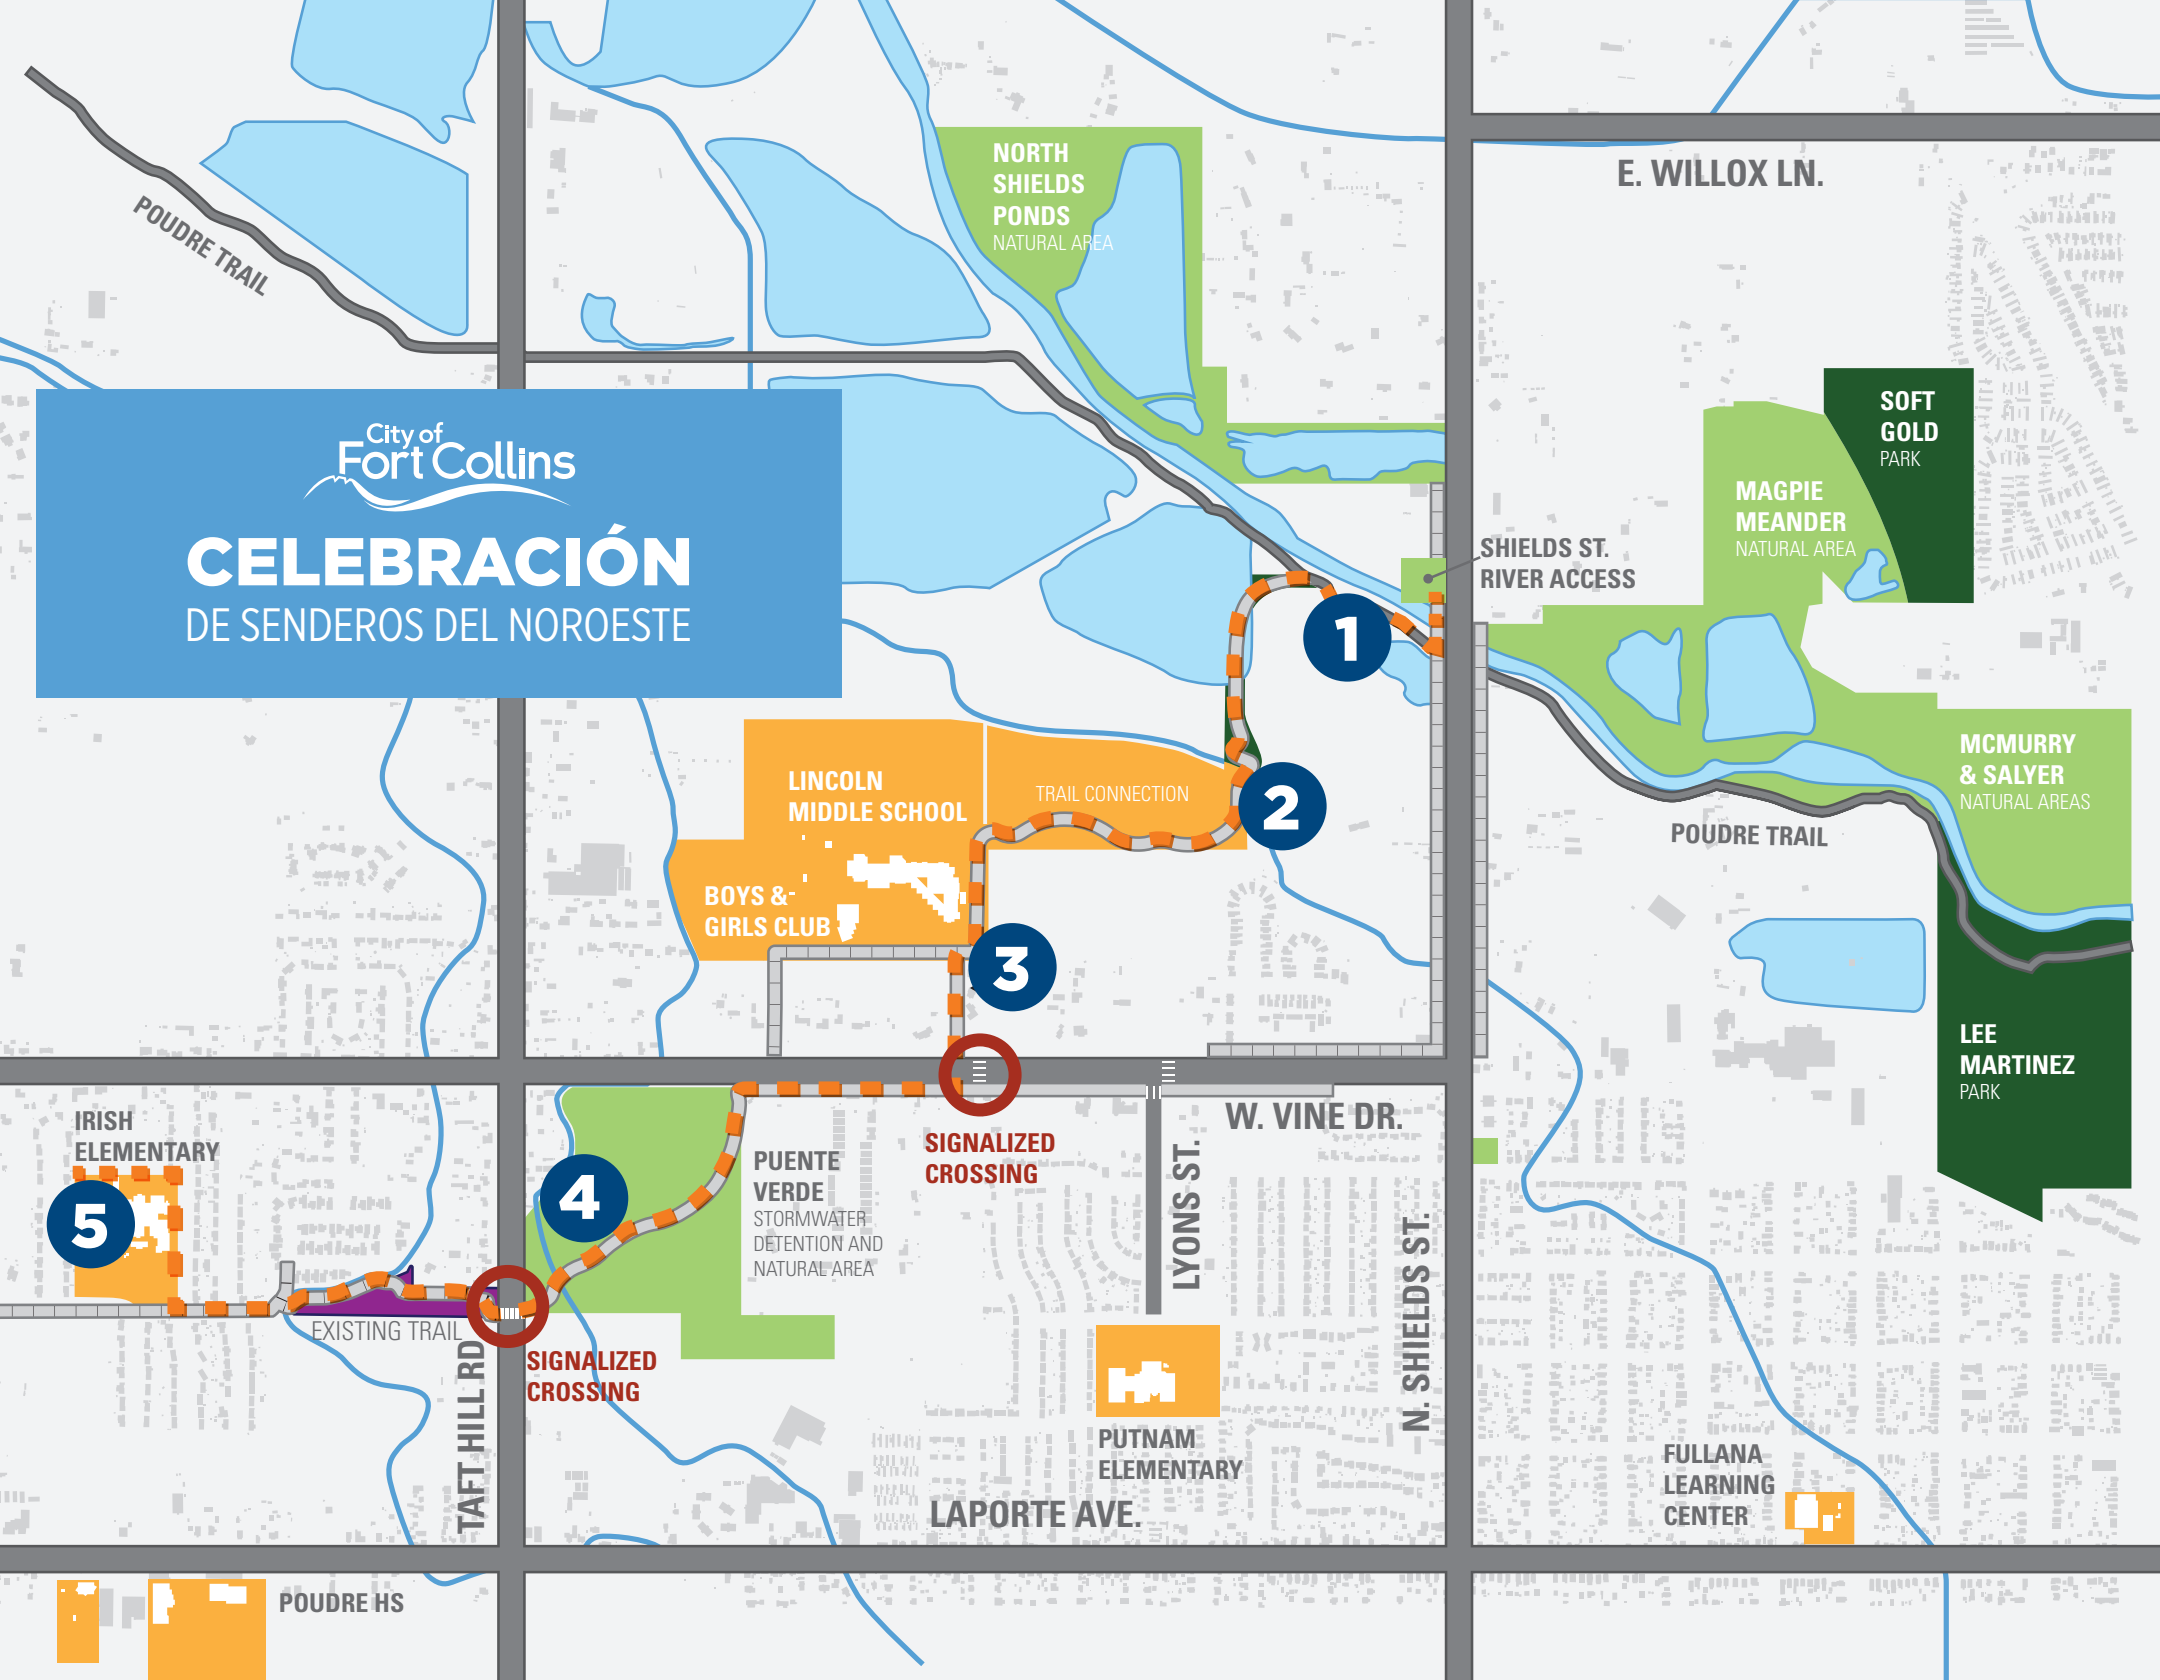 NORTH
SHIELDS
PONDS
NATURAL AREA
E. WILLOX LN.
POUDRE TRAIL
City of
Fort Collins
CELEBRACIÓN
DE SENDEROS DEL NOROESTE
SOFT
GOLD
PARK
MAGPIE
MEANDER
NATURAL AREA
SHIELDS ST.
RIVER ACCESS
1
MCMURRY
& SALYER
NATURAL AREAS
LINCOLN
MIDDLE SCHOOL
TRAIL CONNECTION
2
POUDRE TRAIL
BOYS &
GIRLS CLUB
3
LEE
MARTINEZ
PARK
IRISH
ELEMENTARY
W. VINE DR.
SIGNALIZED
CROSSING
PUENTE
VERDE
STORMWATER
DETENTION AND
NATURAL AREA
4
5
LYONS ST.
N. SHIELDS ST.
EXISTING TRAIL
TAFT HILL RD
SIGNALIZED
CROSSING
PUTNAM
ELEMENTARY
FULLANA
LEARNING
CENTER
LAPORTE AVE.
POUDRE HS